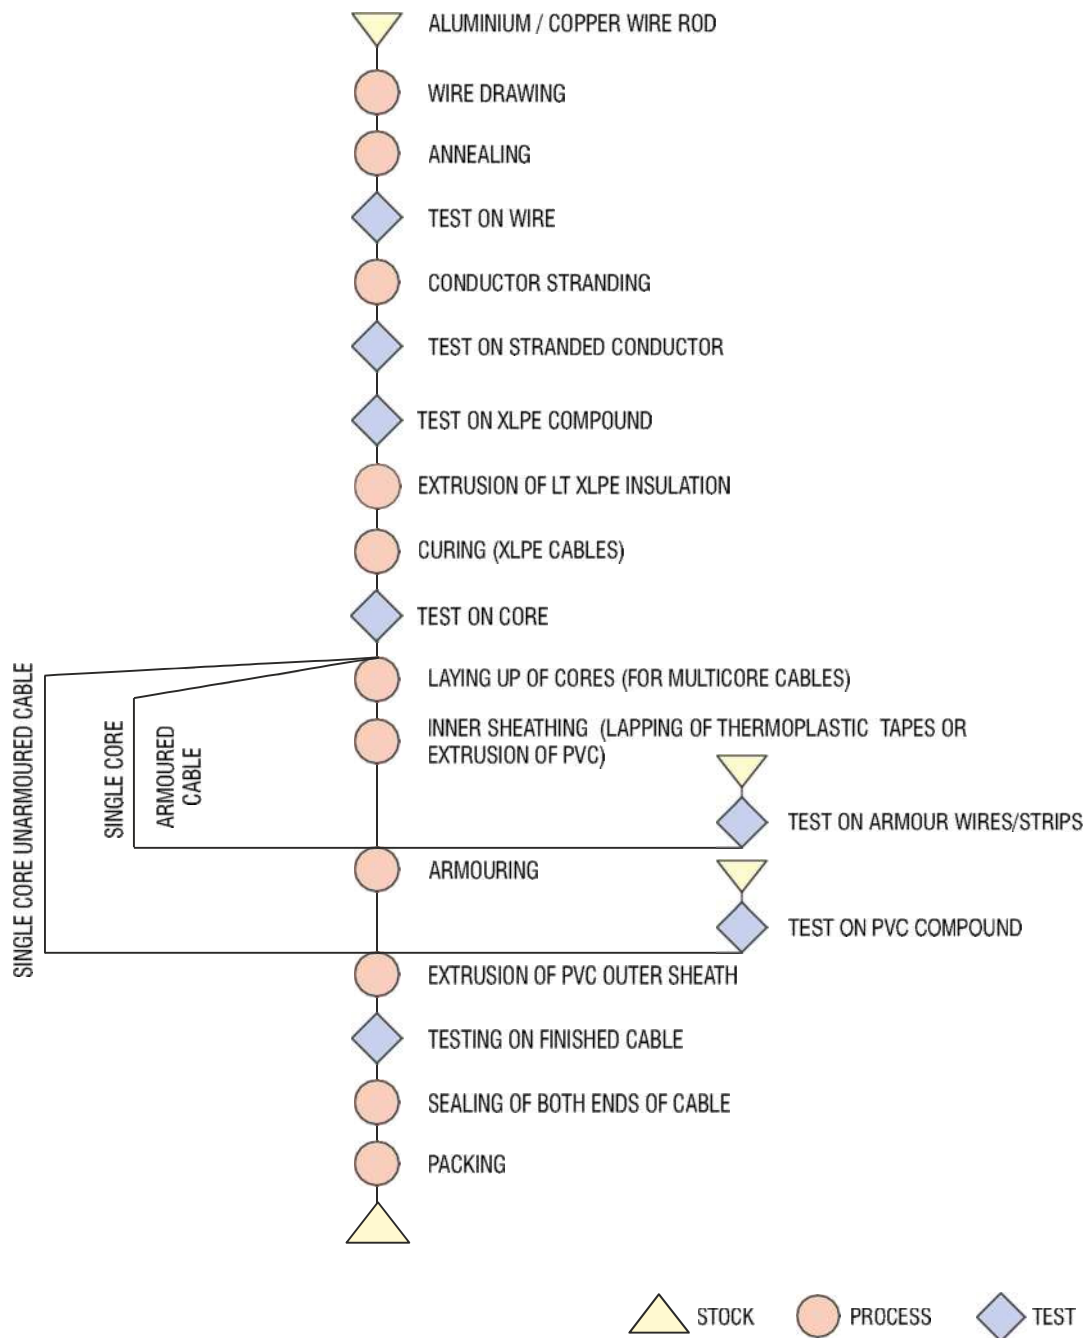 ALUMINIUM / COPPER WIRE ROD
WIRE DRAWING
ANNEALING
TEST ON WIRE
CONDUCTOR STRANDING
TEST ON STRANDED CONDUCTOR
TEST ON XLPE COMPOUND
EXTRUSION OF LT XLPE INSULATION
CURING (XLPE CABLES)
TEST ON CORE
LAYING UP OF CORES (FOR MULTICORE CABLES)
INNER SHEATHING (LAPPING OF THERMOPLASTIC TAPES OR
EXTRUSION OF PVC)
SINGLE CORE UNARMOURED CABLE
SINGLE CORE
ARMOURED
CABLE
TEST ON ARMOUR WIRES/STRIPS
ARMOURING
TEST ON PVC COMPOUND
EXTRUSION OF PVC OUTER SHEATH
TESTING ON FINISHED CABLE
SEALING OF BOTH ENDS OF CABLE
PACKING
STOCK
PROCESS
TEST